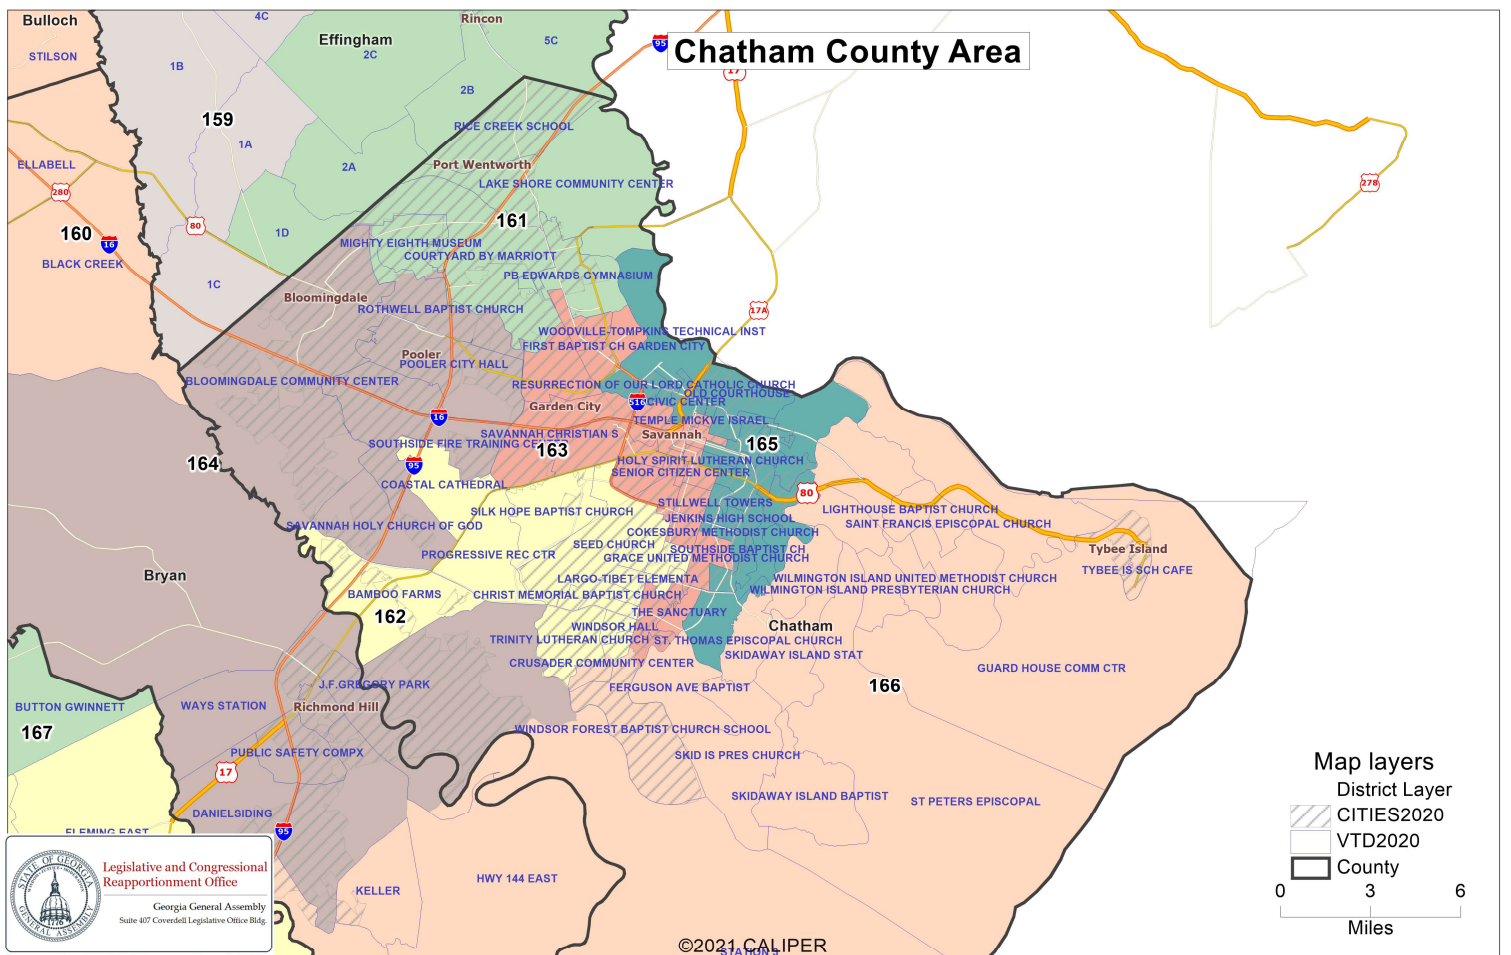 Bulloch
4C
Rincon
Chatham County Area
95
17
Effingham
5C
STILSON
1B
2C
2B
159
RICE CREEK SCHOOL
1A
ELLABELL
2A
Port Wentworth
LAKE SHORE COMMUNITY CENTER
280
278
80
161
160
1D
16
MIGHTY EIGHTH MUSEUM
COURTYARD BY MARRIOTT
BLACK CREEK
PB EDWARDS GYMNASIUM
1C
Bloomingdale
ROTHWELL BAPTIST CHURCH
17A
WOODVILLE-TOMPKINS TECHNICAL INST
FIRST BAPTIST CH GARDEN CITY
Pooler
POOLER CITY HALL
BLOOMINGDALE COMMUNITY CENTER
RESURRECTION OF OUR LORD CATHOLIC CHURCH
OLD COURTHOUSE
516
CIVIC CENTER
Garden City
16
TEMPLE MICKVE ISRAEL
SAVANNAH CHRISTIAN S
Savannah
SOUTHSIDE FIRE TRAINING CE
163
165
164
95
HOLY SPIRIT LUTHERAN CHURCH
SENIOR CITIZEN CENTER
COASTAL CATHEDRAL
80
STILLWELL TOWERS
SILK HOPE BAPTIST CHURCH
LIGHTHOUSE BAPTIST CHURCH
JENKINS HIGH SCHOOL
SAINT FRANCIS EPISCOPAL CHURCH
SAVANNAH HOLY CHURCH OF GOD
COKESBURY METHODIST CHURCH
SEED CHURCH
SOUTHSIDE BAPTIST CH
Tybee Island
PROGRESSIVE REC CTR
GRACE UNITED METHODIST CHURCH
TYBEE IS SCH CAFE
Bryan
LARGO-TIBET ELEMENTA
WILMINGTON ISLAND UNITED METHODIST CHURCH
WILMINGTON ISLAND PRESBYTERIAN CHURCH
BAMBOO FARMS
CHRIST MEMORIAL BAPTIST CHURCH
162
THE SANCTUARY
WINDSOR HALL
Chatham
TRINITY LUTHERAN CHURCH
ST. THOMAS EPISCOPAL CHURCH
SKIDAWAY ISLAND STAT
CRUSADER COMMUNITY CENTER
GUARD HOUSE COMM CTR
J.F.GREGORY PARK
FERGUSON AVE BAPTIST
166
BUTTON GWINNETT
WAYS STATION
Richmond Hill
167
WINDSOR FOREST BAPTIST CHURCH SCHOOL
PUBLIC SAFETY COMPX
SKID IS PRES CHURCH
17
SKIDAWAY ISLAND BAPTIST
ST PETERS EPISCOPAL
DANIELSIDING
FLEMING EAST
95
KELLER
HWY 144 EAST
STATION 3
©2021 CALIPER
Map layers
District Layer
CITIES2020
VTD2020
County
0 3 6
Miles
STATE OF GEORGIA
GENERAL ASSEMBLY
1776
Legislative and Congressional
Reapportionment Office
Georgia General Assembly
Suite 407 Coverdell Legislative Office Bldg.